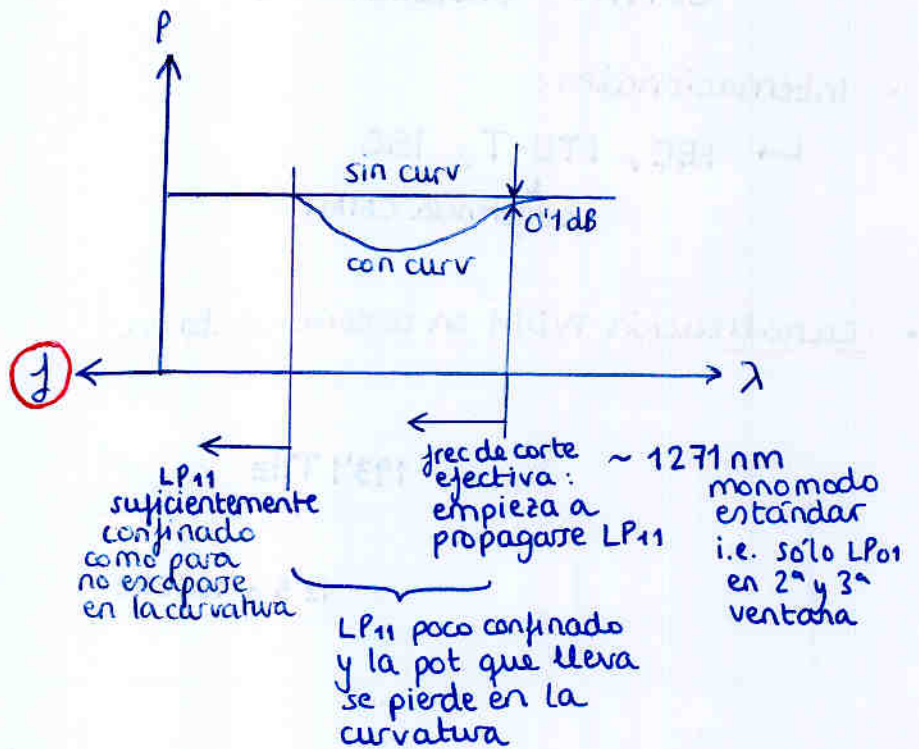 P
sin curv
0'1dB
con curv
f
λ
LP11
suficientemente
confinado
como para
no escaparse
en la curvatura
frec de corte
efectiva:
empieza a
propagarse LP11
~ 1271 nm
monomodo
estándar
i.e. sólo LP01
en 2ª y 3ª
ventana
LP11 poco confinado
y la pot que lleva
se pierde en la
curvatura